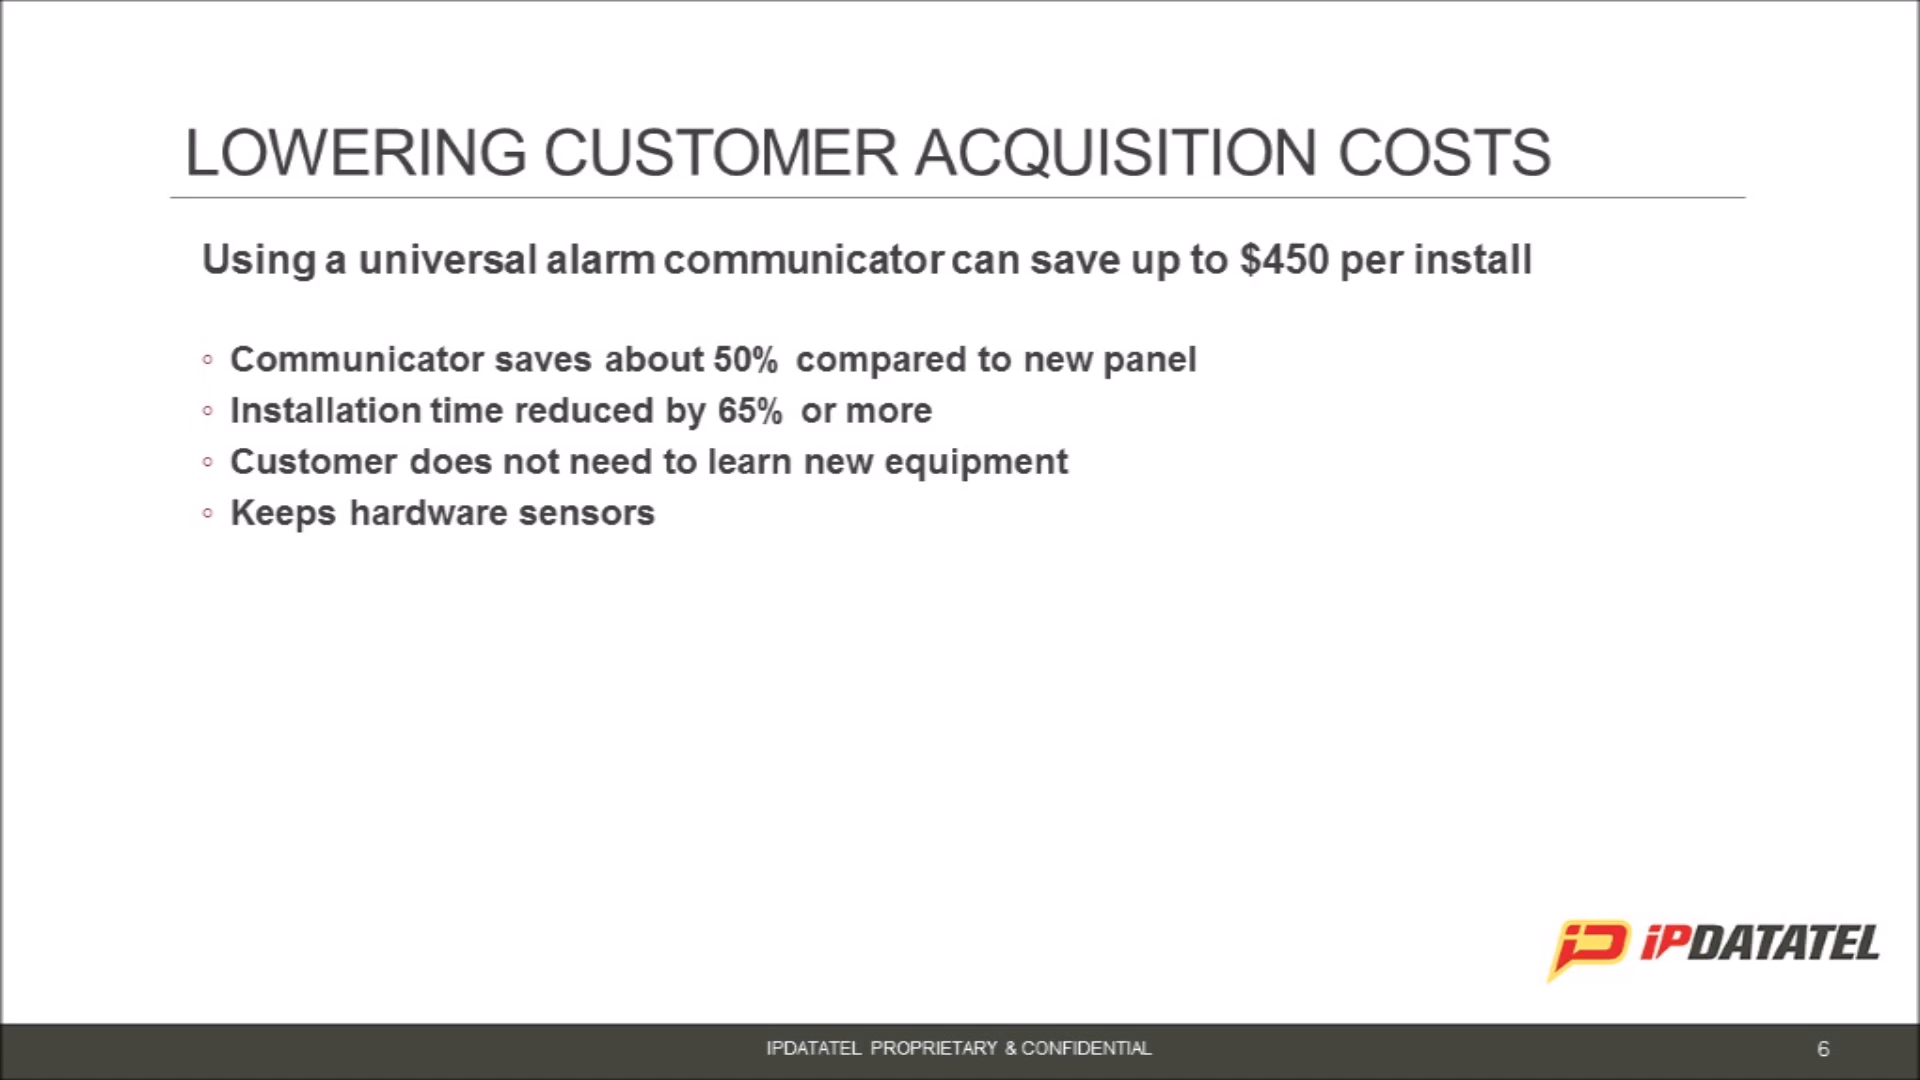 LOWERING CUSTOMER ACQUISITION COSTS
Using a universal alarm communicator can save up to $450 per install
◦ Communicator saves about 50% compared to new panel
◦ Installation time reduced by 65% or more
◦ Customer does not need to learn new equipment
◦ Keeps hardware sensors
iPDATATEL
IPDATATEL PROPRIETARY & CONFIDENTIAL
6